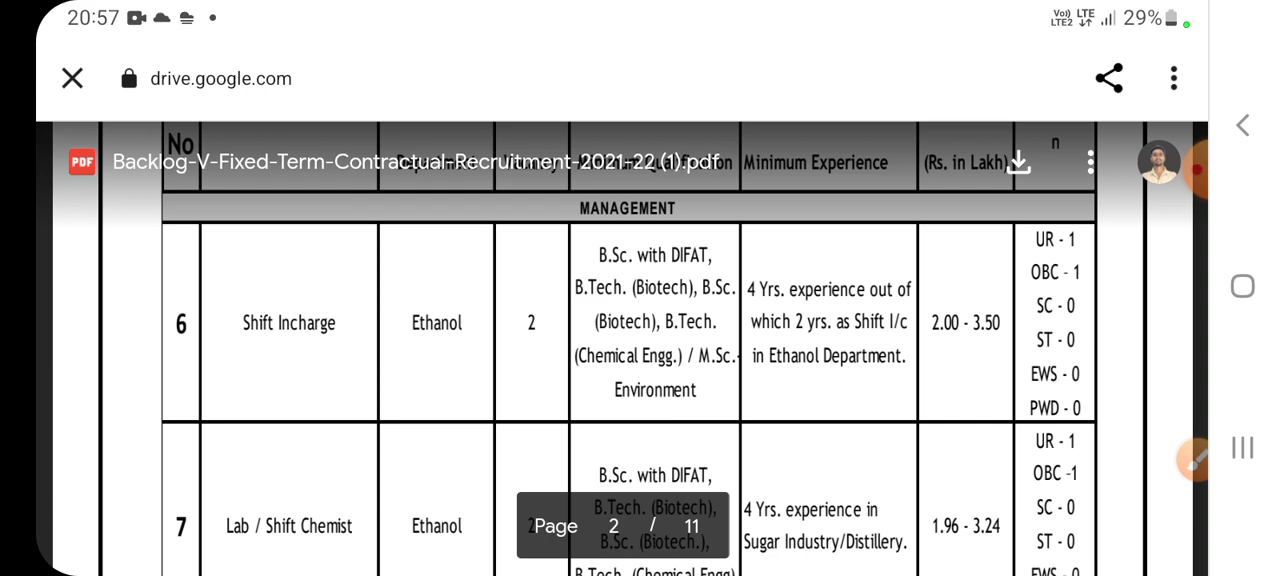 20:57
Vo)) LTE
LTE2
29%
drive.google.com
No
n
PDF Backlog-V-Fixed-Term-Contractual-Recruitment-2021-22 (1).pdf
Minimum Experience
(Rs. in Lakh)
MANAGEMENT
6
Shift Incharge
Ethanol
2
B.Sc. with DIFAT,
B.Tech. (Biotech), B.Sc.
(Biotech), B.Tech.
(Chemical Engg.) / M.Sc.-
Environment
4 Yrs. experience out of
which 2 yrs. as Shift I/c
in Ethanol Department.
2.00 - 3.50
UR - 1
OBC - 1
SC - 0
ST - 0
EWS - 0
PWD - 0
7
Lab / Shift Chemist
Ethanol
B.Sc. with DIFAT,
B.Tech. (Biotech),
B.Sc. (Biotech.),
B.Tech. (Chemical Engg)
4 Yrs. experience in
Sugar Industry/Distillery.
1.96 - 3.24
UR - 1
OBC -1
SC - 0
ST - 0
EWS - 0
Page 2 / 11